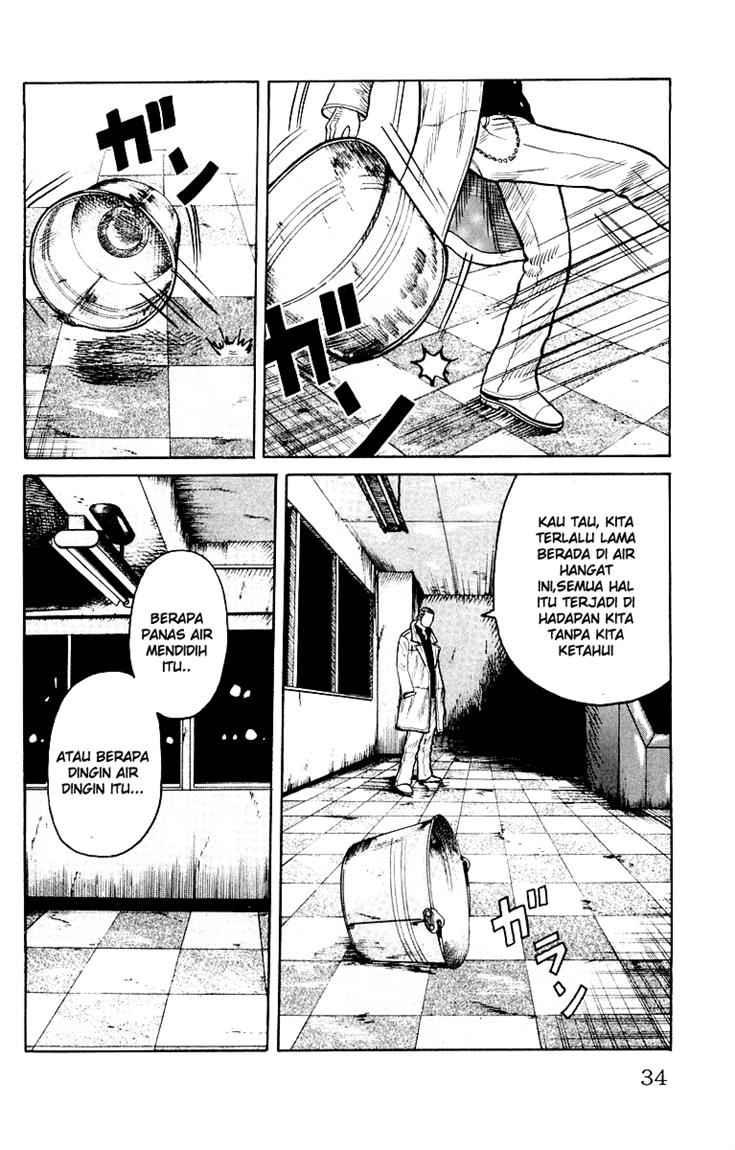 ガン
ガン
KAU TAU, KITA
TERLALU LAMA
BERADA DI AIR
HANGAT
INI,SEMUA HAL
ITU TERJADI DI
HADAPAN KITA
TANPA KITA
KETAHUI
ガラン
BERAPA
PANAS AIR
MENDIDIH
ITU..
ATAU BERAPA
DINGIN AIR
DINGIN ITU...
34